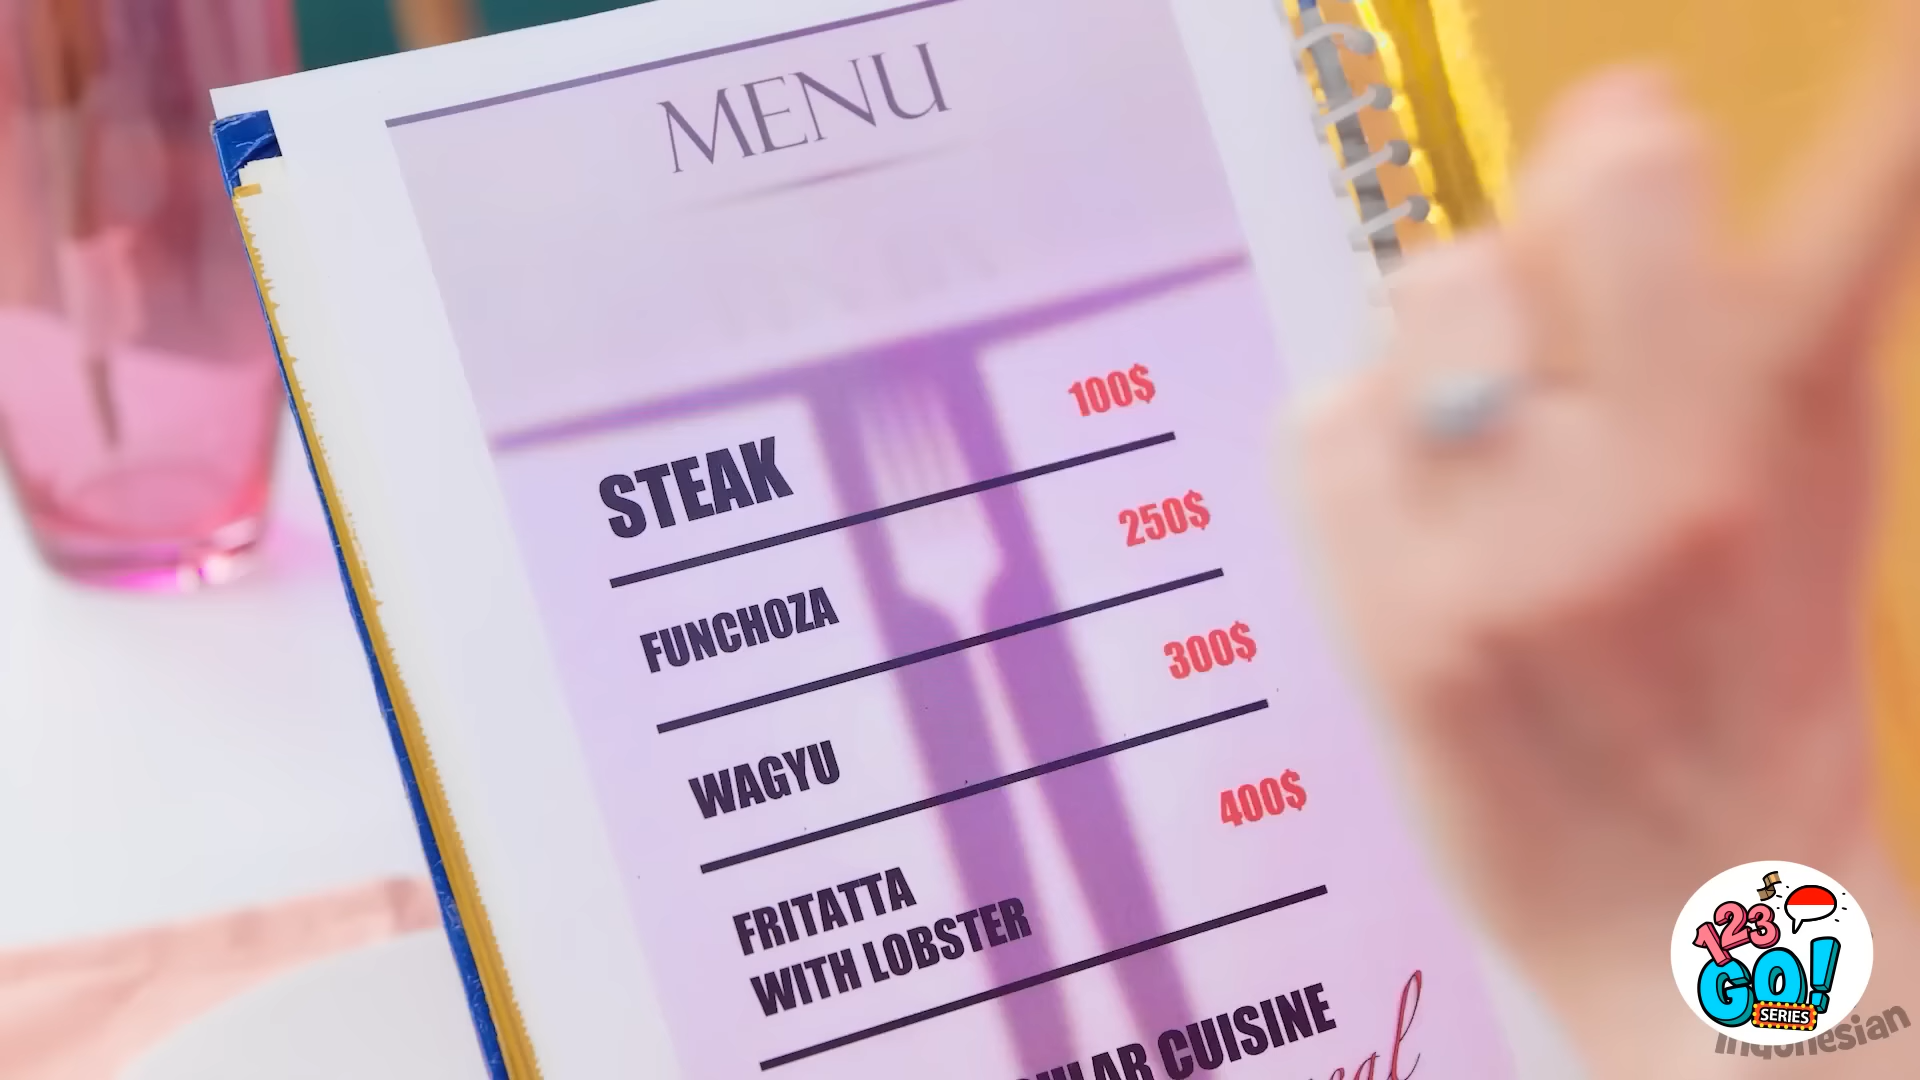 MENU
100$
STEAK
250$
FUNCHOZA
300$
WAGYU
400$
FRITATTA
WITH LOBSTER
CUISINE
123
GO!
SERIES
Indonesian